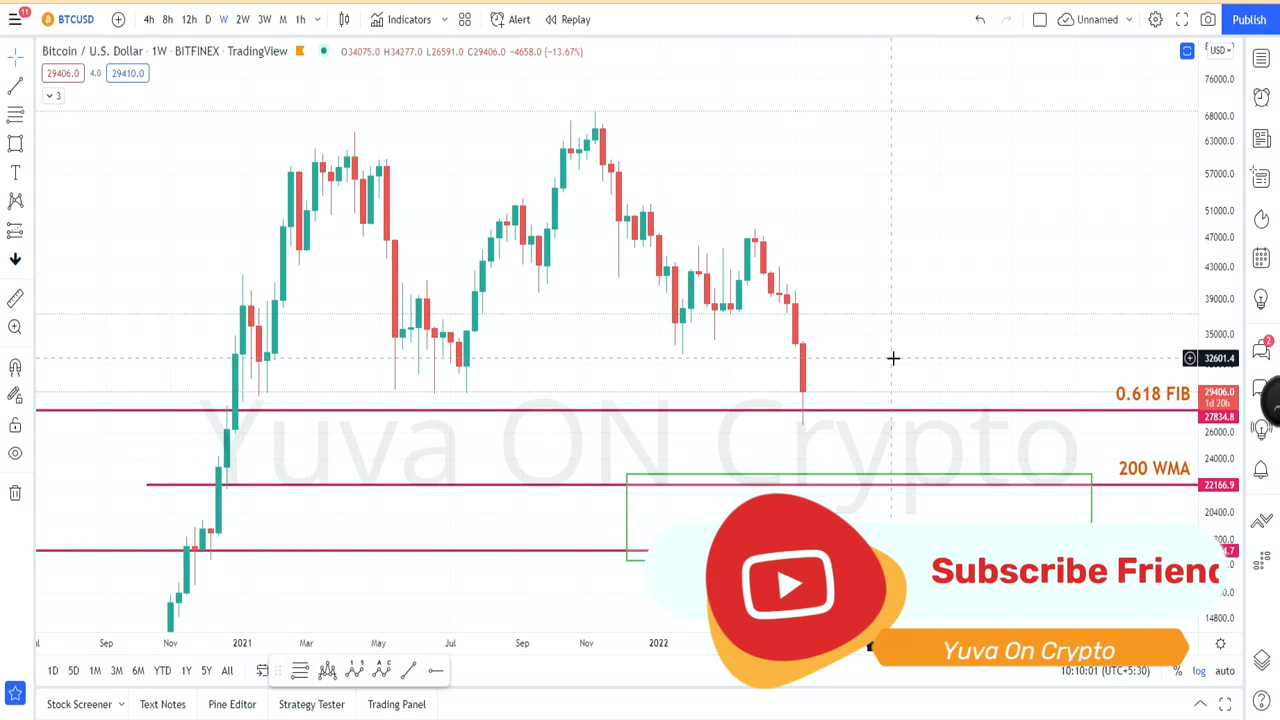 11
BTCUSD
4h 8h 12h D W 2W 3W M 1h
Indicators
Alert
Replay
Unnamed
Publish
Bitcoin / U.S. Dollar · 1W · BITFINEX · TradingView
O34075.0 H34277.0 L26591.0 C29406.0 −4658.0 (−13.67%)
USD
29406.0 4.0 29410.0
3
76000.0
68000.0
63000.0
57000.0
51000.0
47000.0
43000.0
39000.0
35000.0
32601.4
2
0.618 FIB
29406.0
1d 20h
27834.8
26000.0
Yuva ON Crypto
24000.0
200 WMA
22166.9
20400.0
14800.0
Subscribe Friend
Yuva On Crypto
Sep Nov 2021 Mar May Jul Sep Nov 2022
1D 5D 1M 3M 6M YTD 1Y 5Y All
10:10:01 (UTC+5:30) % log auto
Stock Screener Text Notes Pine Editor Strategy Tester Trading Panel